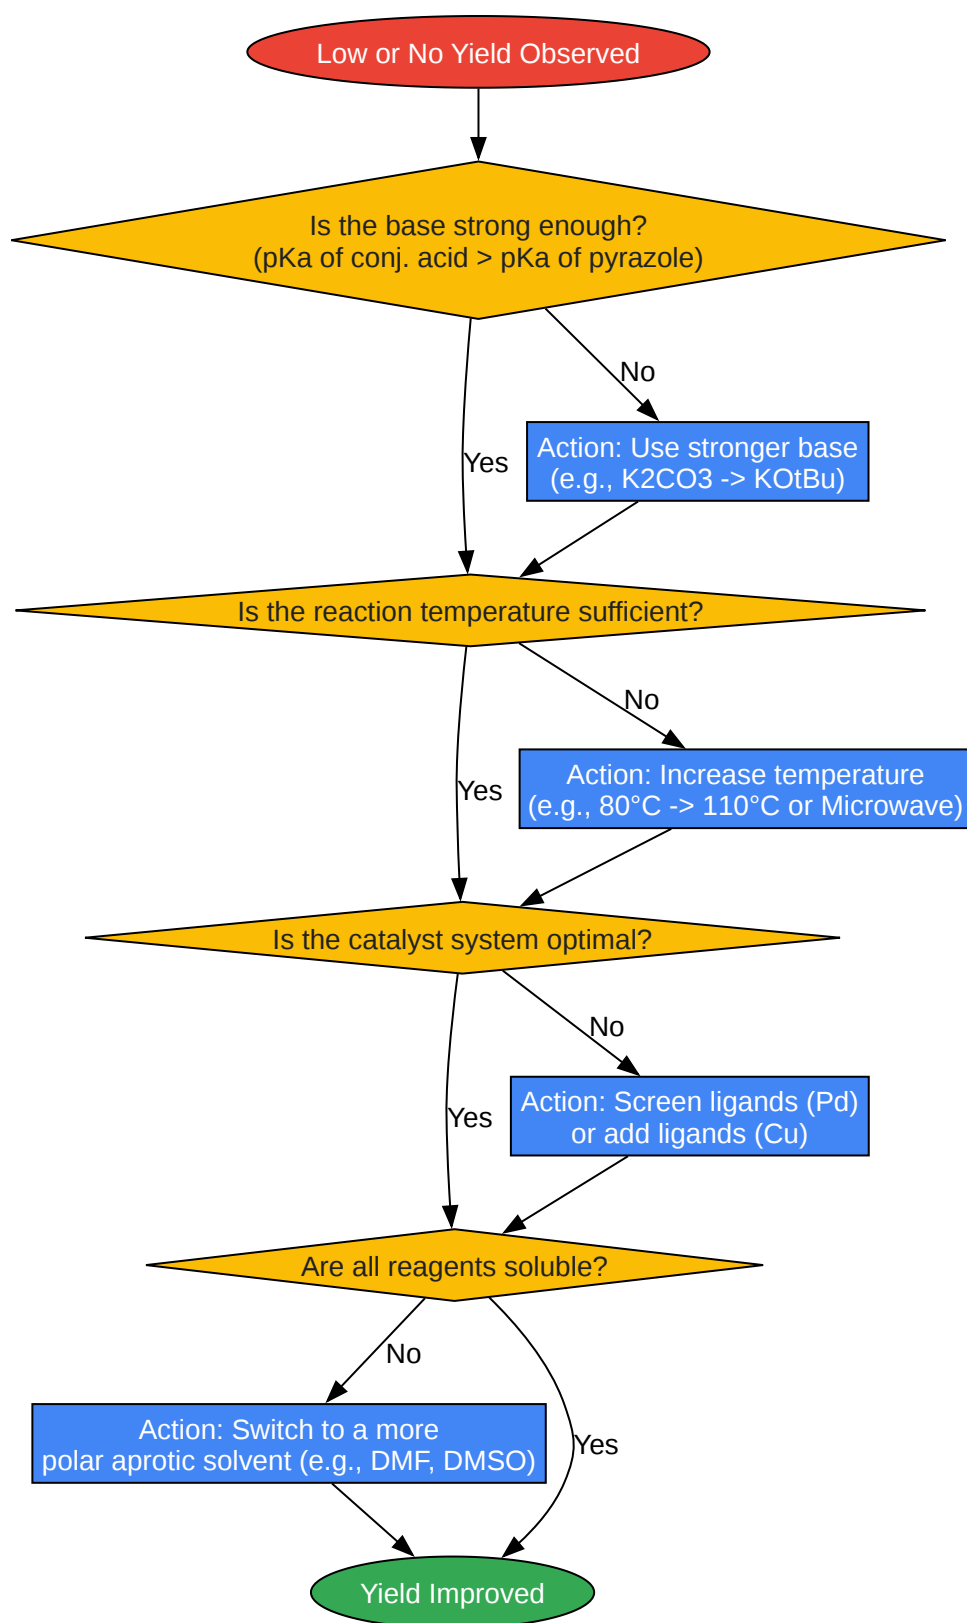 Low or No Yield Observed
Is the base strong enough?
(pKa of conj. acid > pKa of pyrazole)
No
Action: Use stronger base
(e.g., K2CO3 -> KOtBu)
Yes
Is the reaction temperature sufficient?
No
Action: Increase temperature
(e.g., 80°C -> 110°C or Microwave)
Yes
Is the catalyst system optimal?
No
Action: Screen ligands (Pd)
or add ligands (Cu)
Yes
Are all reagents soluble?
No
Action: Switch to a more
polar aprotic solvent (e.g., DMF, DMSO)
Yes
Yield Improved